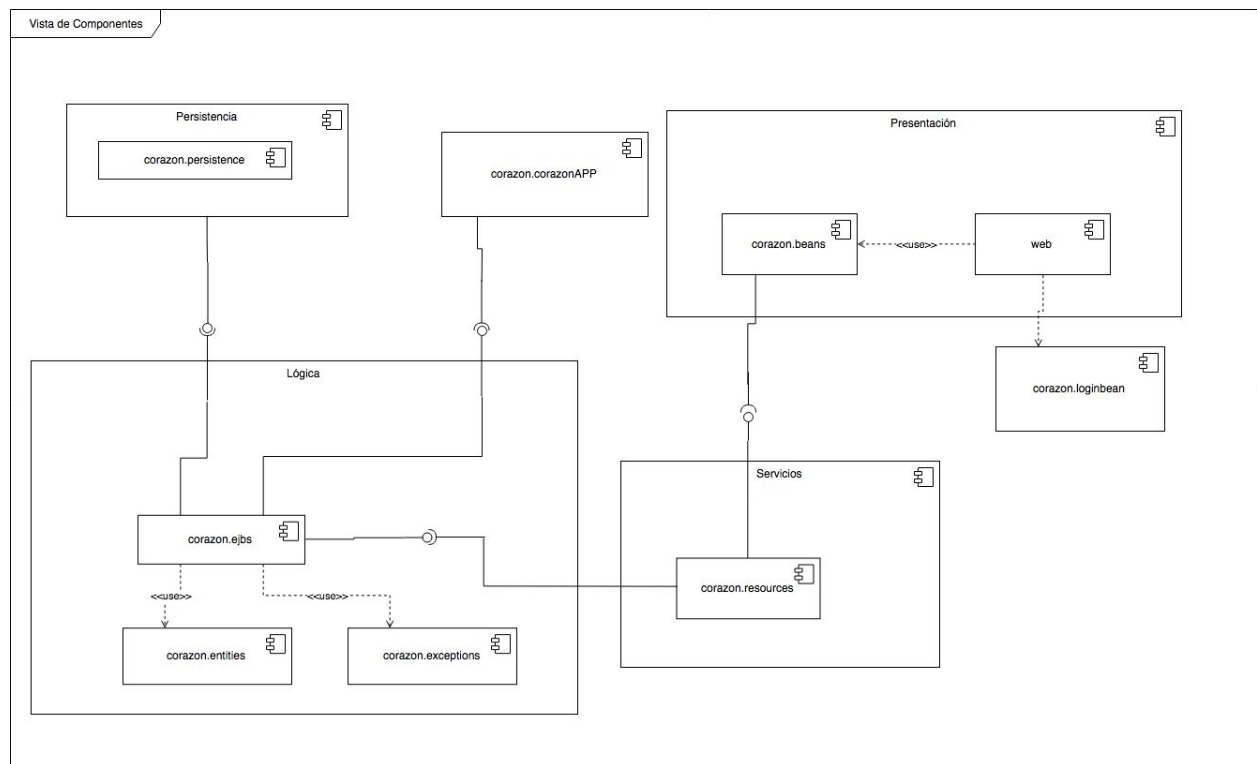 Vista de Componentes
Persistencia
corazon.persistence
corazon.corazonAPP
Presentación
corazon.beans
<<use>>
web
corazon.loginbean
Lógica
corazon.ejbs
<<use>>
<<use>>
corazon.entities
corazon.exceptions
Servicios
corazon.resources